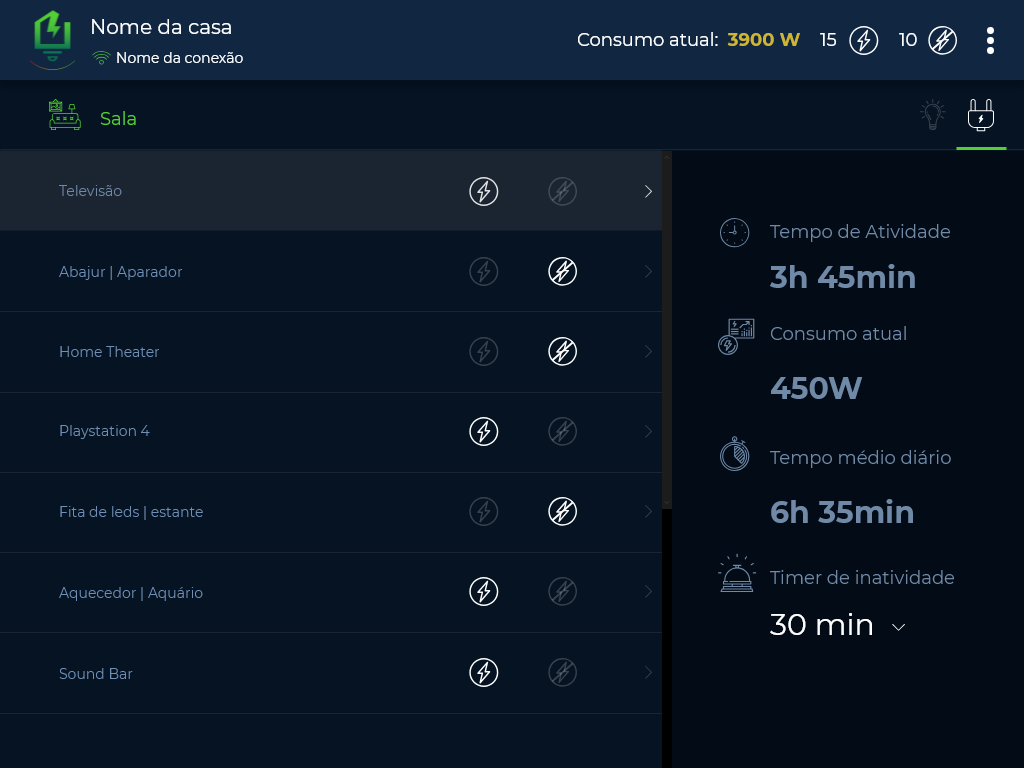 Nome da casa
Nome da conexão
Consumo atual: 3900 W 15 10
Sala
Televisão
Abajur | Aparador
Home Theater
Playstation 4
Fita de leds | estante
Aquecedor | Aquário
Sound Bar
Tempo de Atividade
3h 45min
Consumo atual
450W
Tempo médio diário
6h 35min
Timer de inatividade
30 min